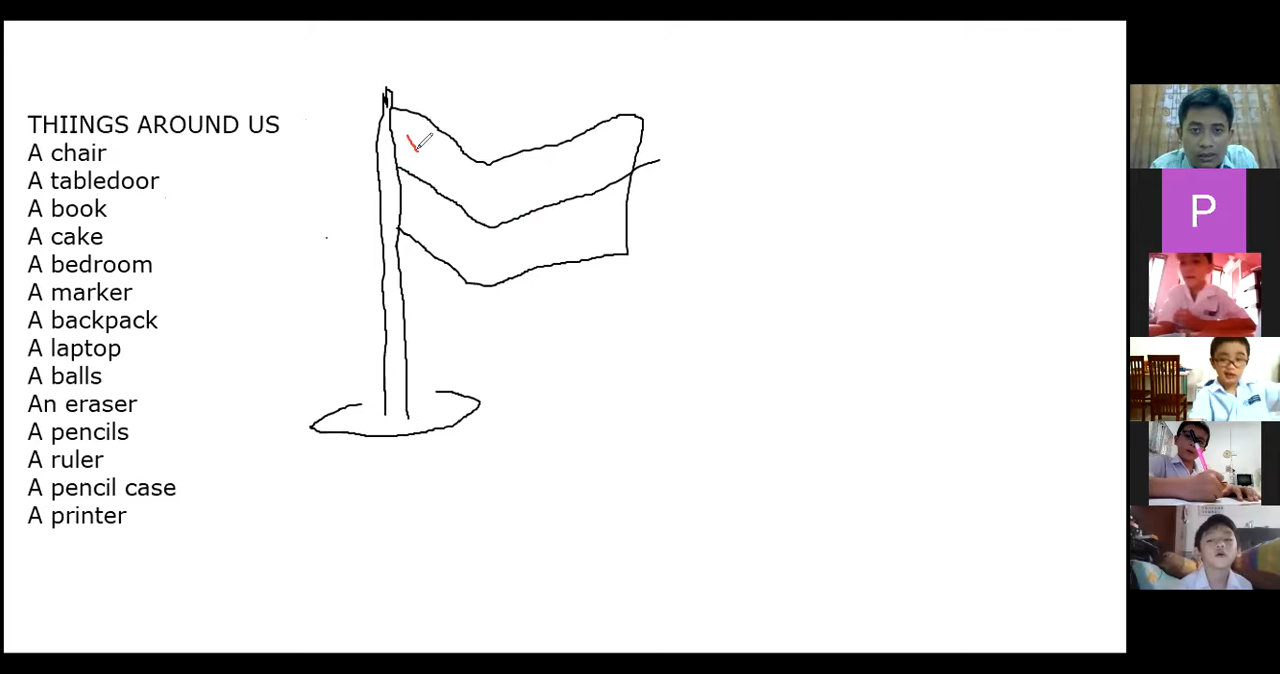 THIINGS AROUND US
A chair
A tabledoor
A book
A cake
A bedroom
A marker
A backpack
A laptop
A balls
An eraser
A pencils
A ruler
A pencil case
A printer
P